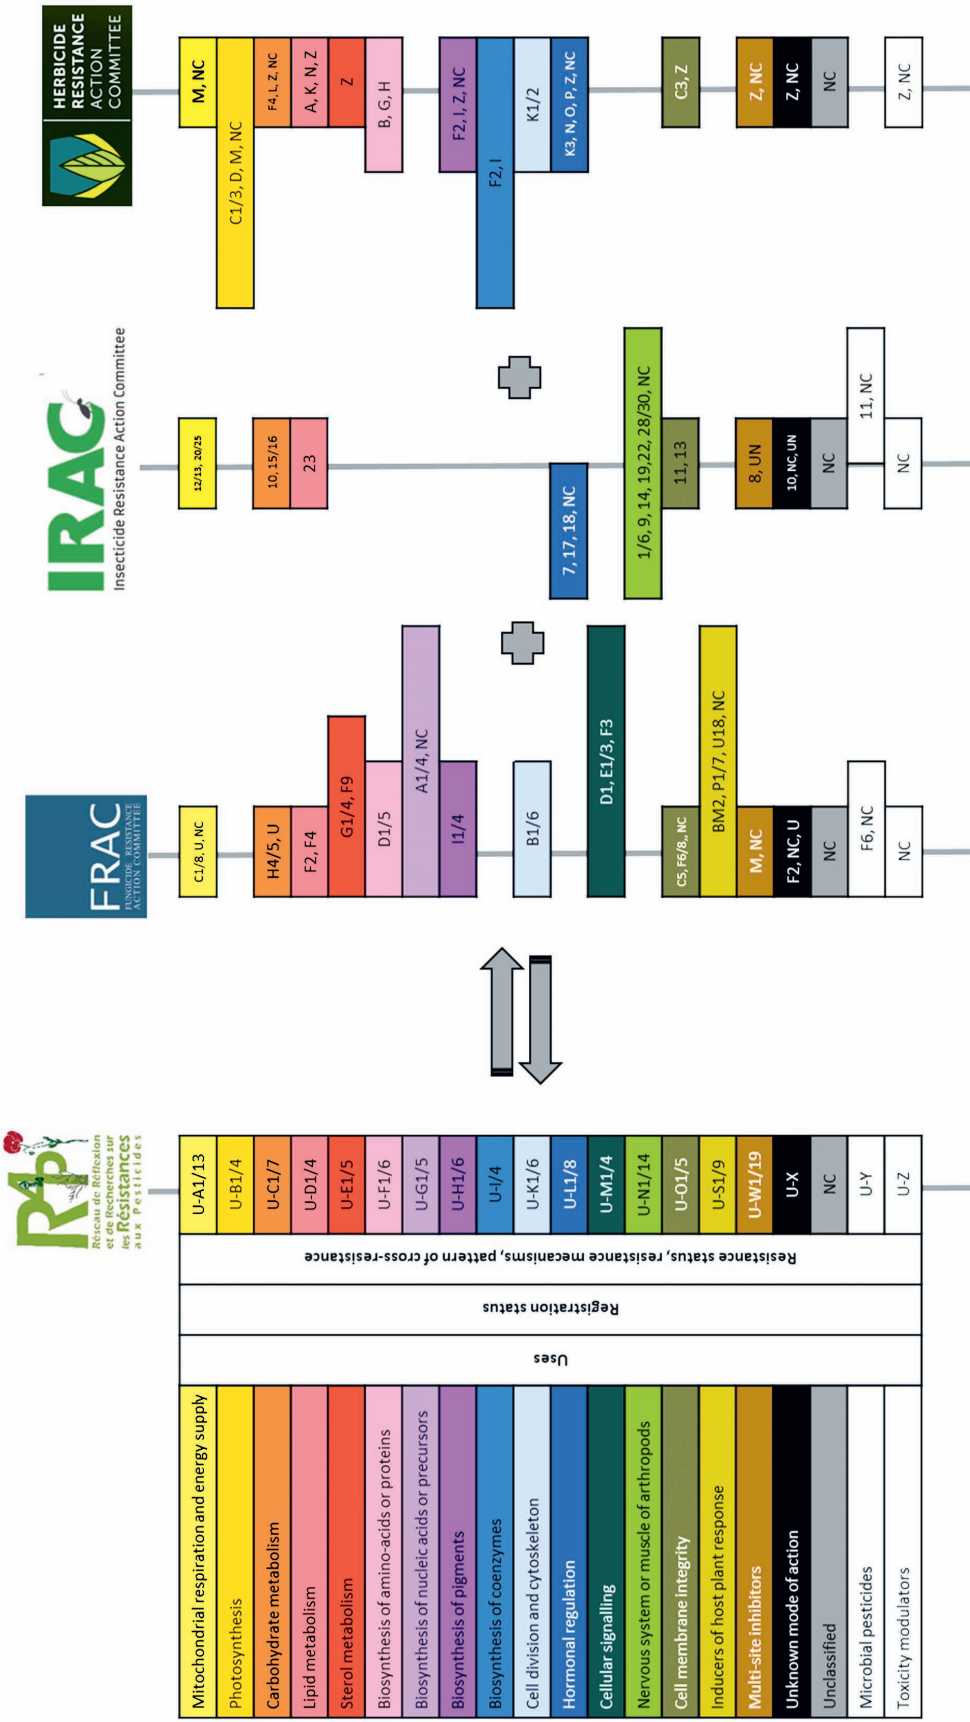 R4P
Réseau de Réflexion
et de Recherches sur
les Résistances
aux Pesticides
FRAC
FUNGICIDE RESISTANCE
ACTION COMMITTEE
IRAC
Insecticide Resistance Action Committee
HERBICIDE
RESISTANCE
ACTION
COMMITTEE
Uses
Registration status
Resistance status, resistance mecanisms, pattern of cross-resistance
Mitochondrial respiration and energy supply
U-A1/13
C1/8, U, NC
12/13, 20/25
M, NC
Photosynthesis
U-B1/4
C1/3, D, M, NC
Carbohydrate metabolism
U-C1/7
H4/5, U
10, 15/16
F4, L, Z, NC
Lipid metabolism
U-D1/4
F2, F4
23
A, K, N, Z
Sterol metabolism
U-E1/5
G1/4, F9
Z
Biosynthesis of amino-acids or proteins
U-F1/6
D1/5
B, G, H
Biosynthesis of nucleic acids or precursors
U-G1/5
A1/4, NC
Biosynthesis of pigments
U-H1/6
I1/4
F2, I, Z, NC
Biosynthesis of coenzymes
U-I/4
F2, I
Cell division and cytoskeleton
U-K1/6
B1/6
K1/2
Hormonal regulation
U-L1/8
7, 17, 18, NC
K3, N, O, P, Z, NC
Cellular signalling
U-M1/4
D1, E1/3, F3
Nervous system or muscle of arthropods
U-N1/14
1/6, 9, 14, 19,22, 28/30, NC
Cell membrane integrity
U-O1/5
C5, F6/8,, NC
11, 13
C3, Z
Inducers of host plant response
U-S1/9
BM2, P1/7, U18, NC
Multi-site inhibitors
U-W1/19
M, NC
8, UN
Z, NC
Unknown mode of action
U-X
F2, NC, U
10, NC, UN
Z, NC
Unclassified
NC
NC
NC
NC
Microbial pesticides
U-Y
F6, NC
11, NC
Toxicity modulators
U-Z
NC
NC
Z, NC